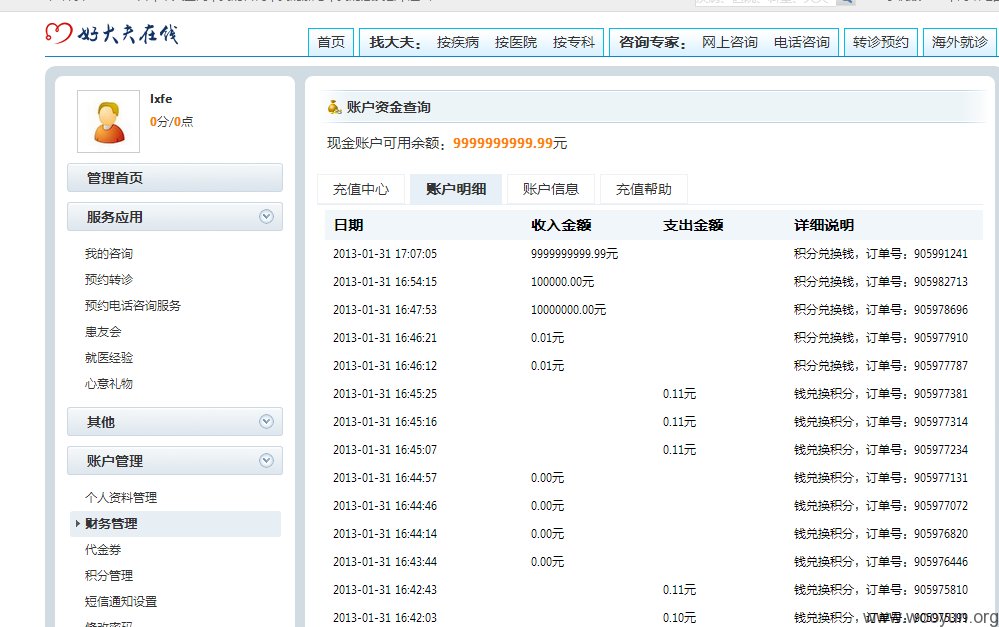 好大夫在线
首页 找大夫： 按疾病 按医院 按专科 咨询专家： 网上咨询 电话咨询 转诊预约 海外就诊
lxfe
0分/0点
管理首页
服务应用
我的咨询
预约转诊
预约电话咨询服务
惠友会
就医经验
心意礼物
其他
账户管理
个人资料管理
财务管理
代金券
积分管理
短信通知设置
修改密码
账户资金查询
现金账户可用余额：9999999999.99元
充值中心 账户明细 账户信息 充值帮助
日期 收入金额 支出金额 详细说明
2013-01-31 17:07:05 9999999999.99元 积分兑换钱，订单号：905991241
2013-01-31 16:54:15 100000.00元 积分兑换钱，订单号：905982713
2013-01-31 16:47:53 10000000.00元 积分兑换钱，订单号：905978696
2013-01-31 16:46:21 0.01元 积分兑换钱，订单号：905977910
2013-01-31 16:46:12 0.01元 积分兑换钱，订单号：905977787
2013-01-31 16:45:25 0.11元 钱兑换积分，订单号：905977381
2013-01-31 16:45:16 0.11元 钱兑换积分，订单号：905977314
2013-01-31 16:45:07 0.11元 钱兑换积分，订单号：905977234
2013-01-31 16:44:57 0.00元 钱兑换积分，订单号：905977131
2013-01-31 16:44:46 0.00元 钱兑换积分，订单号：905977072
2013-01-31 16:44:14 0.00元 钱兑换积分，订单号：905976820
2013-01-31 16:43:44 0.00元 钱兑换积分，订单号：905976446
2013-01-31 16:42:43 0.11元 钱兑换积分，订单号：905975810
2013-01-31 16:42:03 0.10元 钱兑换积分，订单号：905975399
www.wooyun.org